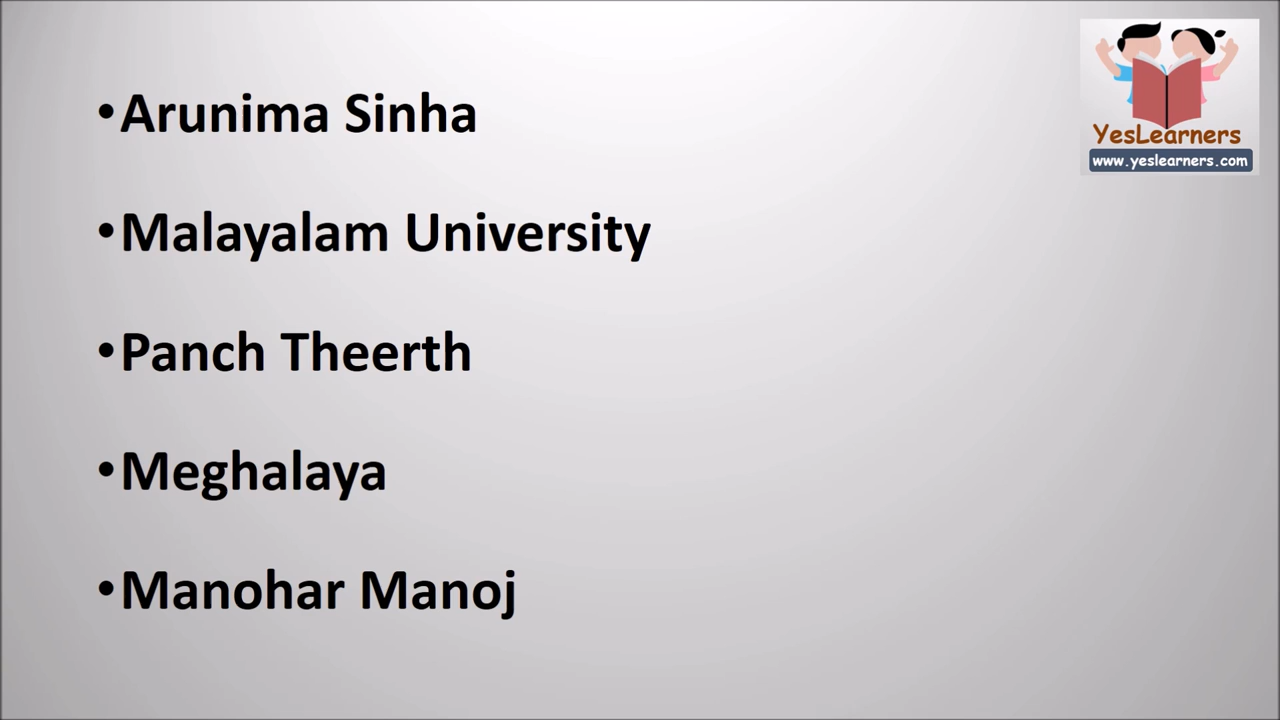 •Arunima Sinha
•Malayalam University
•Panch Theerth
•Meghalaya
•Manohar Manoj
YesLearners
www.yeslearners.com